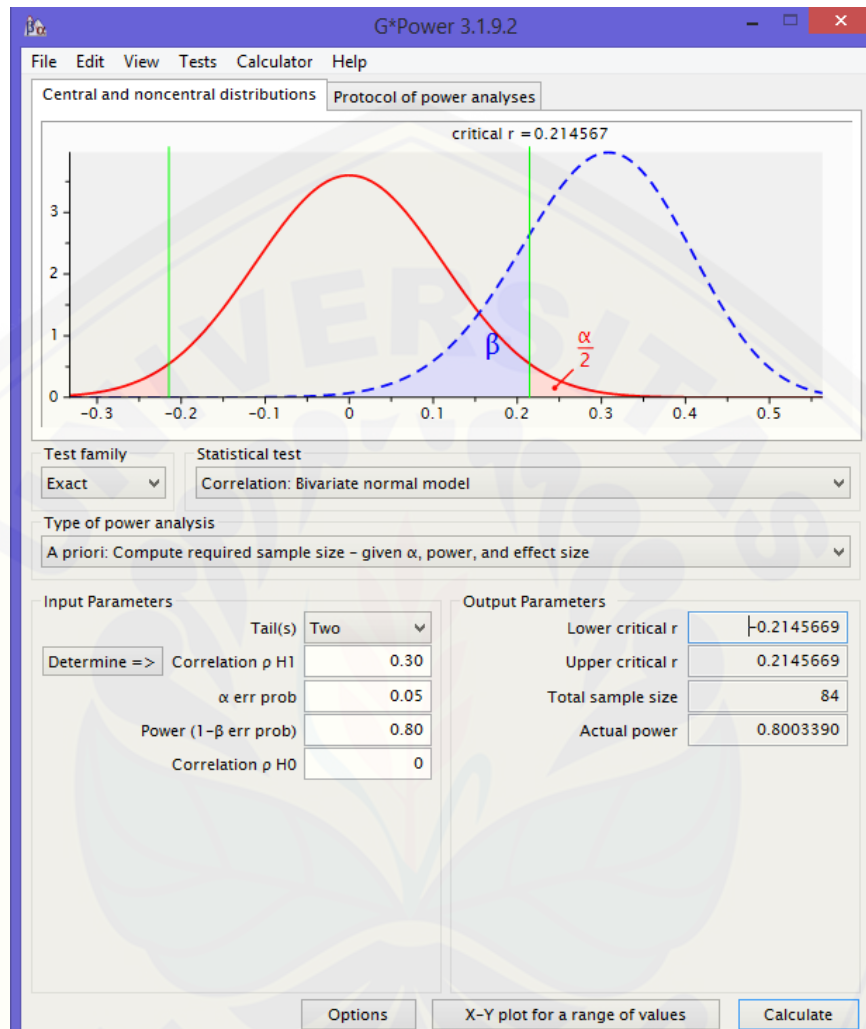 βα G*Power 3.1.9.2
File Edit View Tests Calculator Help
Central and noncentral distributions Protocol of power analyses
critical r = 0.214567
3
2
1
0
β
α
2
-0.3 -0.2 -0.1 0 0.1 0.2 0.3 0.4 0.5
Test family Statistical test
Exact Correlation: Bivariate normal model
Type of power analysis
A priori: Compute required sample size - given α, power, and effect size
Input Parameters
Tail(s) Two
Determine => Correlation ρ H1 0.30
α err prob 0.05
Power (1-β err prob) 0.80
Correlation ρ H0 0
Output Parameters
Lower critical r -0.2145669
Upper critical r 0.2145669
Total sample size 84
Actual power 0.8003390
Options X-Y plot for a range of values Calculate
UNIVERSITAS